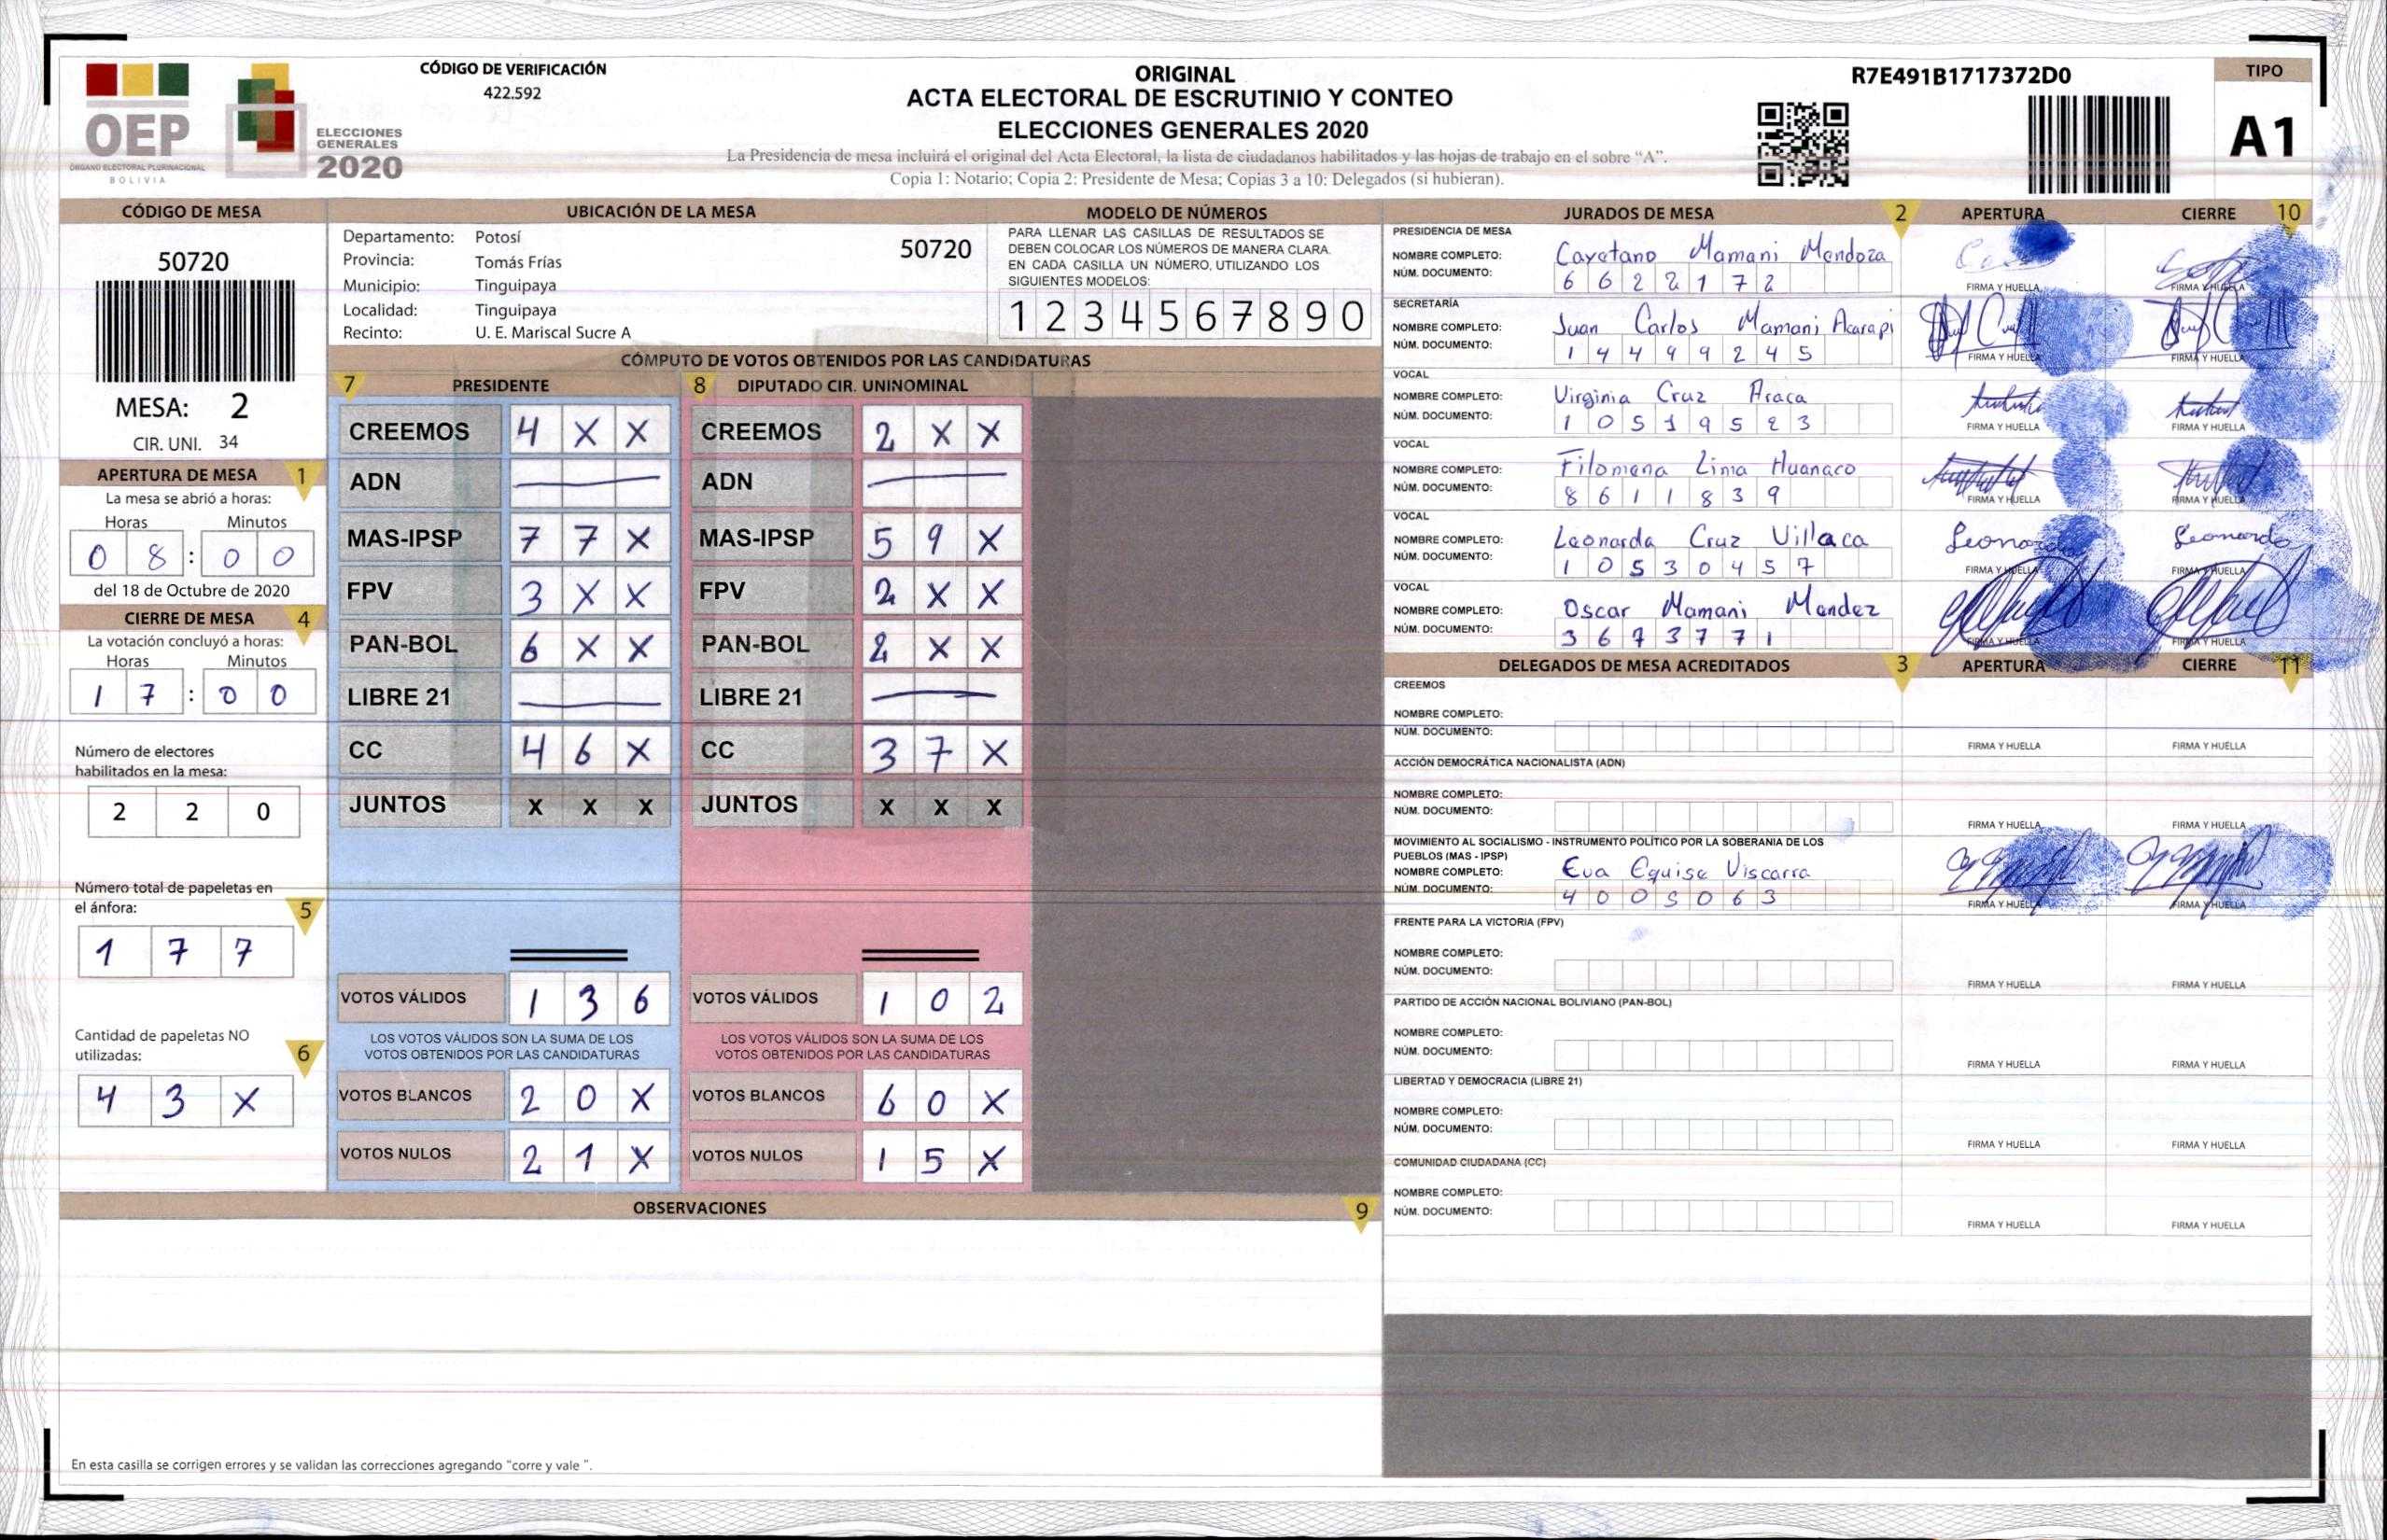 OEP
ÓRGANO ELECTORAL PLURINACIONAL
BOLIVIA
ELECCIONES
GENERALES
2020
CÓDIGO DE VERIFICACIÓN
422.592
ORIGINAL
ACTA ELECTORAL DE ESCRUTINIO Y CONTEO
ELECCIONES GENERALES 2020
La Presidencia de mesa incluirá el original del Acta Electoral, la lista de ciudadanos habilitados y las hojas de trabajo en el sobre “A”.
Copia 1: Notario; Copia 2: Presidente de Mesa; Copias 3 a 10: Delegados (si hubieran).
R7E491B1717372D0
TIPO
A1
CÓDIGO DE MESA
50720
MESA: 2
CIR. UNI. 34
APERTURA DE MESA 1
La mesa se abrió a horas:
Horas Minutos
0 8 : 0 0
del 18 de Octubre de 2020
CIERRE DE MESA 4
La votación concluyó a horas:
Horas Minutos
1 7 : 0 0
Número de electores
habilitados en la mesa:
2 2 0
Número total de papeletas en
el ánfora: 5
1 7 7
Cantidad de papeletas NO
utilizadas: 6
4 3 X
UBICACIÓN DE LA MESA
Departamento: Potosí 50720
Provincia: Tomás Frías
Municipio: Tinguipaya
Localidad: Tinguipaya
Recinto: U. E. Mariscal Sucre A
MODELO DE NÚMEROS
PARA LLENAR LAS CASILLAS DE RESULTADOS SE
DEBEN COLOCAR LOS NÚMEROS DE MANERA CLARA.
EN CADA CASILLA UN NÚMERO, UTILIZANDO LOS
SIGUIENTES MODELOS:
1 2 3 4 5 6 7 8 9 0
CÓMPUTO DE VOTOS OBTENIDOS POR LAS CANDIDATURAS
7 PRESIDENTE 8 DIPUTADO CIR. UNINOMINAL
CREEMOS 4 X X CREEMOS 2 X X
ADN ADN
MAS-IPSP 7 7 X MAS-IPSP 5 9 X
FPV 3 X X FPV 2 X X
PAN-BOL 6 X X PAN-BOL 2 X X
LIBRE 21 LIBRE 21
CC 4 6 X CC 3 7 X
JUNTOS X X X JUNTOS X X X
VOTOS VÁLIDOS 1 3 6 VOTOS VÁLIDOS 1 0 2
LOS VOTOS VÁLIDOS SON LA SUMA DE LOS LOS VOTOS VÁLIDOS SON LA SUMA DE LOS
VOTOS OBTENIDOS POR LAS CANDIDATURAS VOTOS OBTENIDOS POR LAS CANDIDATURAS
VOTOS BLANCOS 2 0 X VOTOS BLANCOS 6 0 X
VOTOS NULOS 2 1 X VOTOS NULOS 1 5 X
OBSERVACIONES 9
En esta casilla se corrigen errores y se validan las correcciones agregando "corre y vale ".
JURADOS DE MESA 2 APERTURA CIERRE 10
PRESIDENCIA DE MESA
NOMBRE COMPLETO: Cayetano Mamani Mendoza
NÚM. DOCUMENTO: 6 6 2 2 1 7 2 FIRMA Y HUELLA FIRMA Y HUELLA
SECRETARÍA
NOMBRE COMPLETO: Juan Carlos Mamani Acarapi
NÚM. DOCUMENTO: 1 4 4 9 9 2 4 5 FIRMA Y HUELLA FIRMA Y HUELLA
VOCAL
NOMBRE COMPLETO: Virginia Cruz Araca
NÚM. DOCUMENTO: 1 0 5 1 9 5 2 3 FIRMA Y HUELLA FIRMA Y HUELLA
VOCAL
NOMBRE COMPLETO: Filomena Lima Huanaco
NÚM. DOCUMENTO: 8 6 1 1 8 3 9 FIRMA Y HUELLA FIRMA Y HUELLA
VOCAL
NOMBRE COMPLETO: Leonarda Cruz Villaca
NÚM. DOCUMENTO: 1 0 5 3 0 4 5 7 FIRMA Y HUELLA FIRMA Y HUELLA
VOCAL
NOMBRE COMPLETO: Oscar Mamani Mendez
NÚM. DOCUMENTO: 3 6 7 3 7 7 1 FIRMA Y HUELLA FIRMA Y HUELLA
DELEGADOS DE MESA ACREDITADOS 3 APERTURA CIERRE 11
CREEMOS
NOMBRE COMPLETO:
NÚM. DOCUMENTO: FIRMA Y HUELLA FIRMA Y HUELLA
ACCIÓN DEMOCRÁTICA NACIONALISTA (ADN)
NOMBRE COMPLETO:
NÚM. DOCUMENTO: FIRMA Y HUELLA FIRMA Y HUELLA
MOVIMIENTO AL SOCIALISMO - INSTRUMENTO POLÍTICO POR LA SOBERANIA DE LOS
PUEBLOS (MAS - IPSP)
NOMBRE COMPLETO: Eva Equise Viscarra
NÚM. DOCUMENTO: 4 0 0 5 0 6 3 FIRMA Y HUELLA FIRMA Y HUELLA
FRENTE PARA LA VICTORIA (FPV)
NOMBRE COMPLETO:
NÚM. DOCUMENTO: FIRMA Y HUELLA FIRMA Y HUELLA
PARTIDO DE ACCIÓN NACIONAL BOLIVIANO (PAN-BOL)
NOMBRE COMPLETO:
NÚM. DOCUMENTO: FIRMA Y HUELLA FIRMA Y HUELLA
LIBERTAD Y DEMOCRACIA (LIBRE 21)
NOMBRE COMPLETO:
NÚM. DOCUMENTO: FIRMA Y HUELLA FIRMA Y HUELLA
COMUNIDAD CIUDADANA (CC)
NOMBRE COMPLETO:
NÚM. DOCUMENTO: FIRMA Y HUELLA FIRMA Y HUELLA